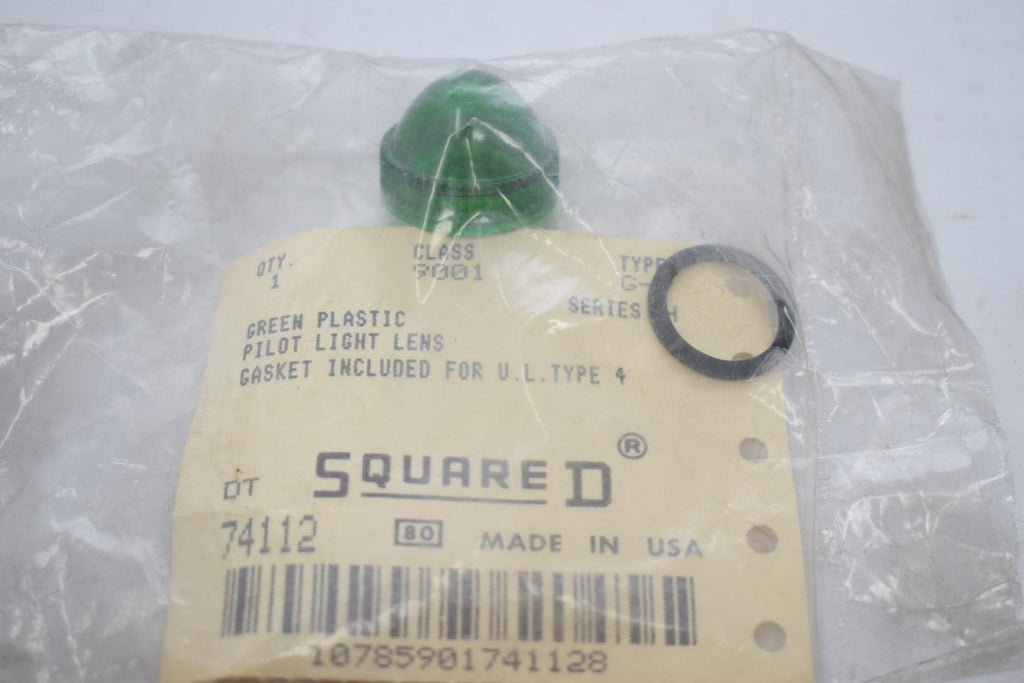 QTY. CLASS TYPE
1 9001 G-
SERIES H
GREEN PLASTIC
PILOT LIGHT LENS
GASKET INCLUDED FOR U.L.TYPE 4
DT SQUARE D ®
74112 80 MADE IN USA
10785901741128